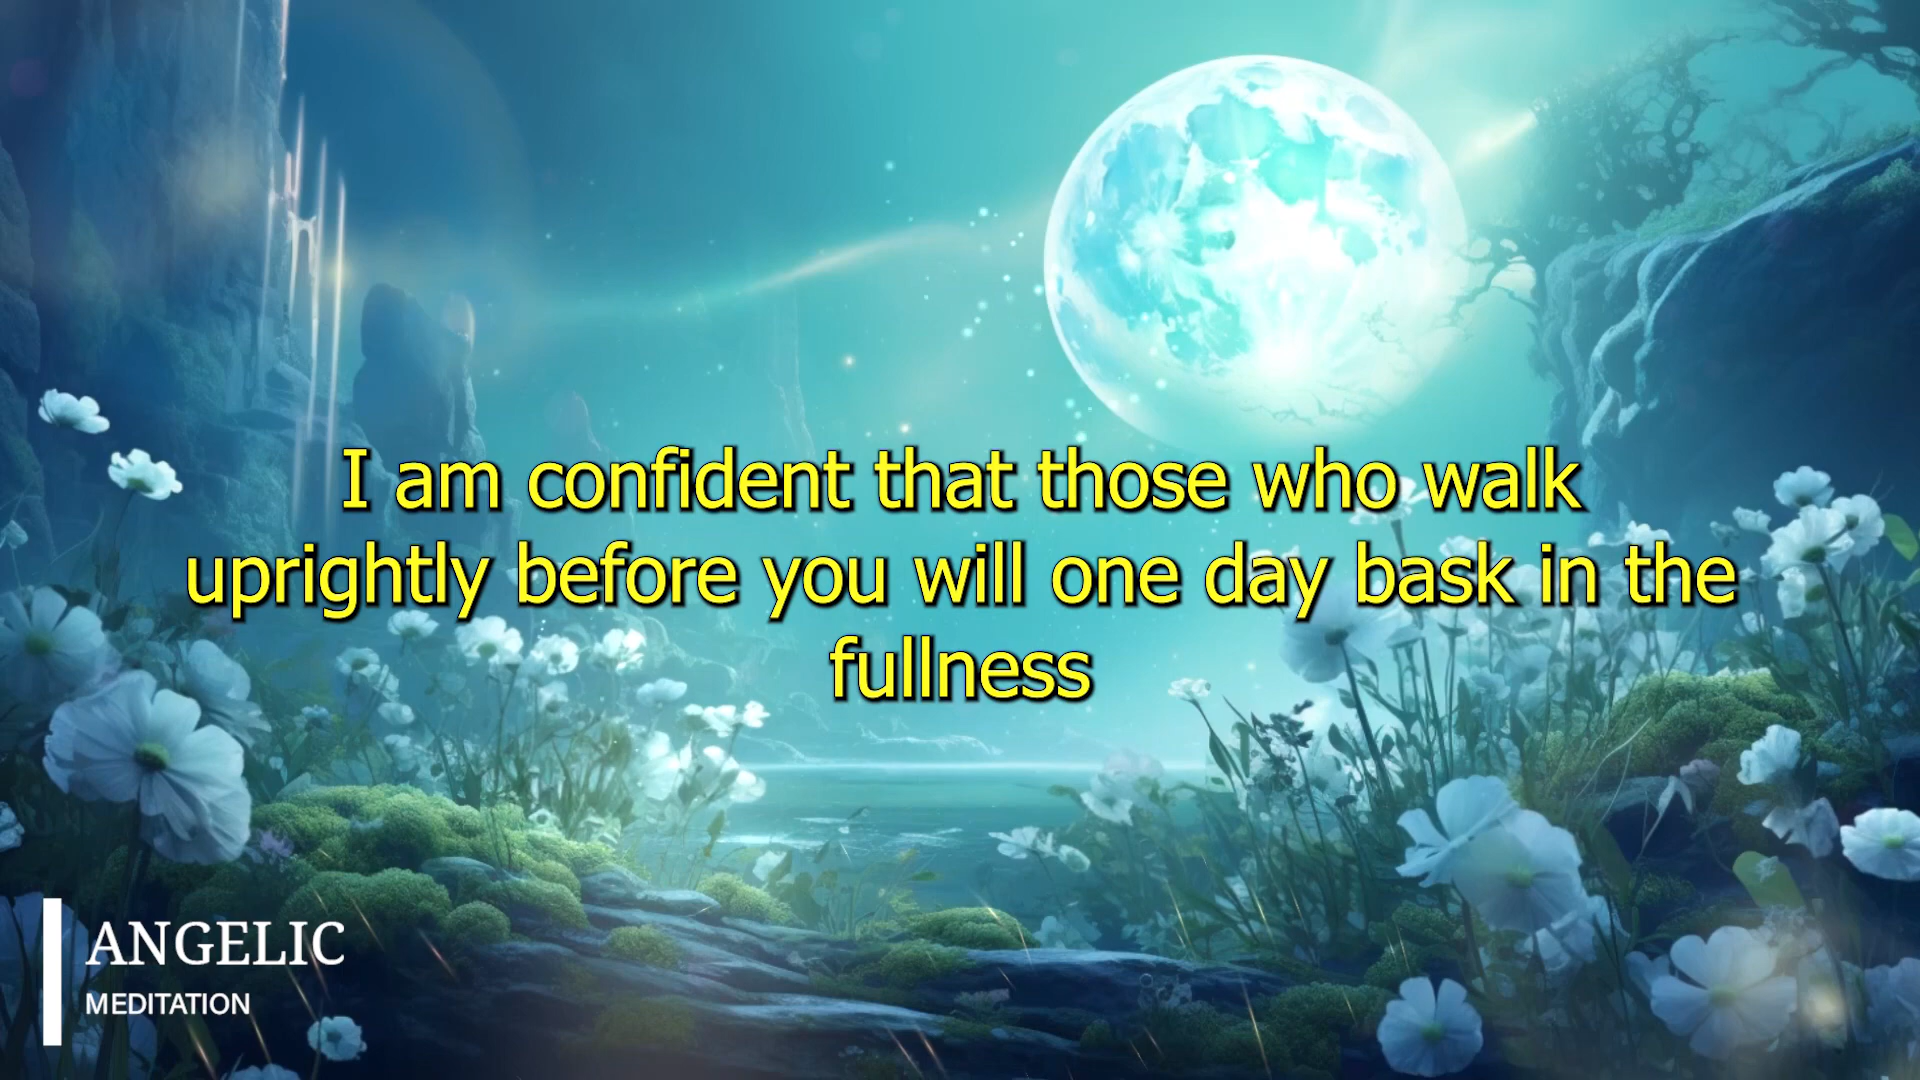 I am confident that those who walk
uprightly before you will one day bask in the
fullness
ANGELIC
MEDITATION